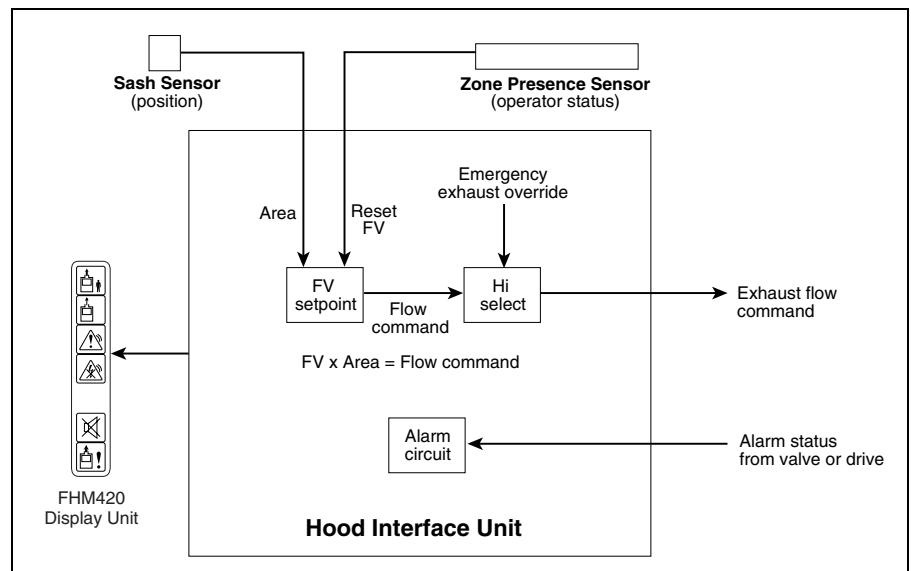 Sash Sensor
(position)
Zone Presence Sensor
(operator status)
Emergency
exhaust override
Area
Reset
FV
FV
setpoint
Flow
command
Hi
select
Exhaust flow
command
FV x Area = Flow command
Alarm
circuit
Alarm status
from valve or drive
FHM420
Display Unit
Hood Interface Unit